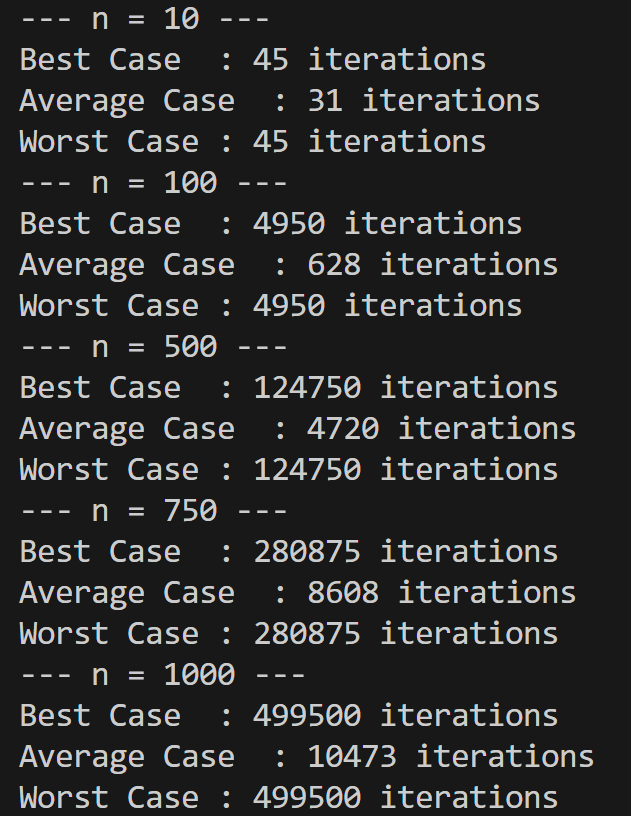 --- n = 10 ---
Best Case  : 45 iterations
Average Case  : 31 iterations
Worst Case : 45 iterations
--- n = 100 ---
Best Case  : 4950 iterations
Average Case  : 628 iterations
Worst Case : 4950 iterations
--- n = 500 ---
Best Case  : 124750 iterations
Average Case  : 4720 iterations
Worst Case : 124750 iterations
--- n = 750 ---
Best Case  : 280875 iterations
Average Case  : 8608 iterations
Worst Case : 280875 iterations
--- n = 1000 ---
Best Case  : 499500 iterations
Average Case  : 10473 iterations
Worst Case : 499500 iterations